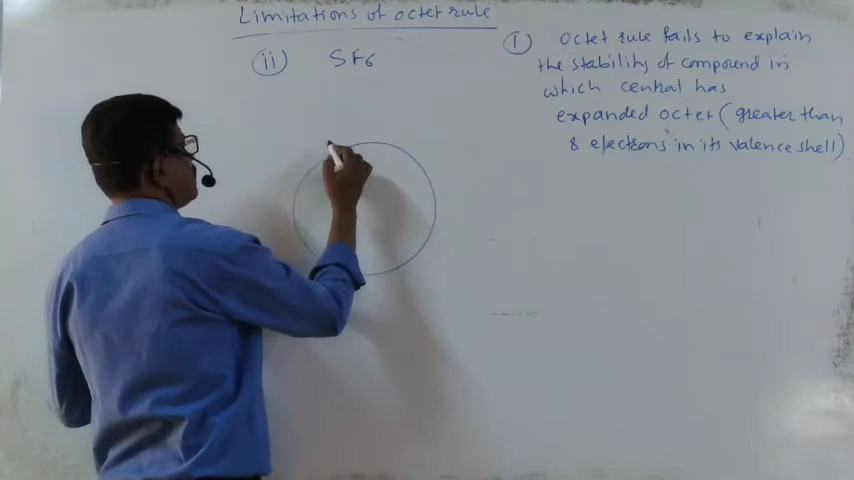 Limitations of octet rule
(ii) SF6
(1) Octet rule fails to explain
the stability of compound in
which central has
expanded octet (greater than
8 electrons in its valence shell)